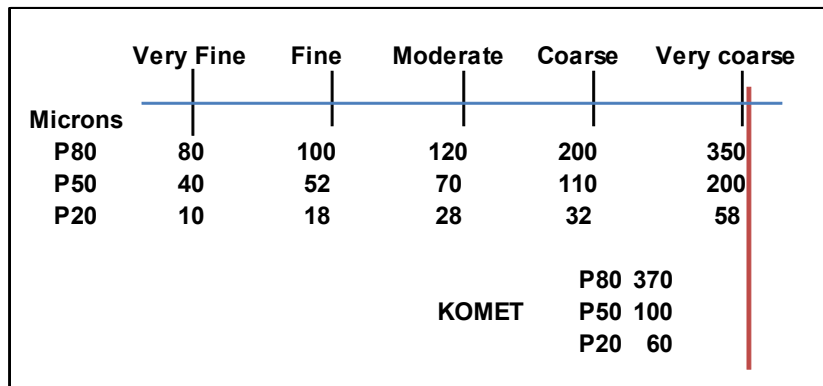 Very Fine Fine Moderate Coarse Very coarse
Microns
P80 80 100 120 200 350
P50 40 52 70 110 200
P20 10 18 28 32 58
P80 370
KOMET P50 100
P20 60